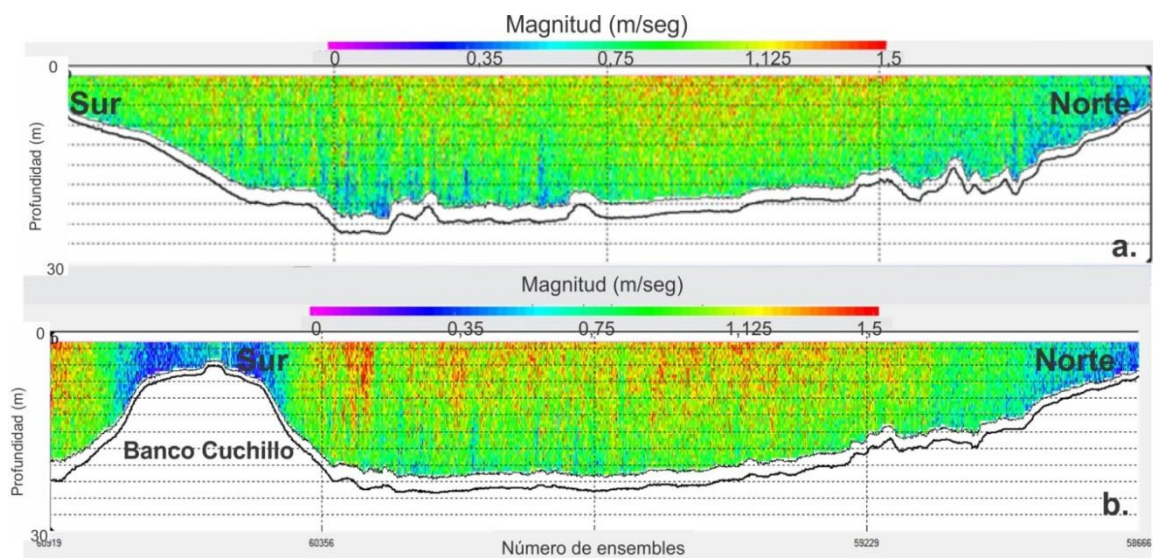 Magnitud (m/seg)
0 0,35 0,75 1,125 1,5
0
Sur Norte
Profundidad (m)
a.
30
Magnitud (m/seg)
0 0,35 0,75 1,125 1,5
0
Sur Norte
Profundidad (m)
Banco Cuchillo
b.
30
60919 60356 Número de ensembles 59229 58666